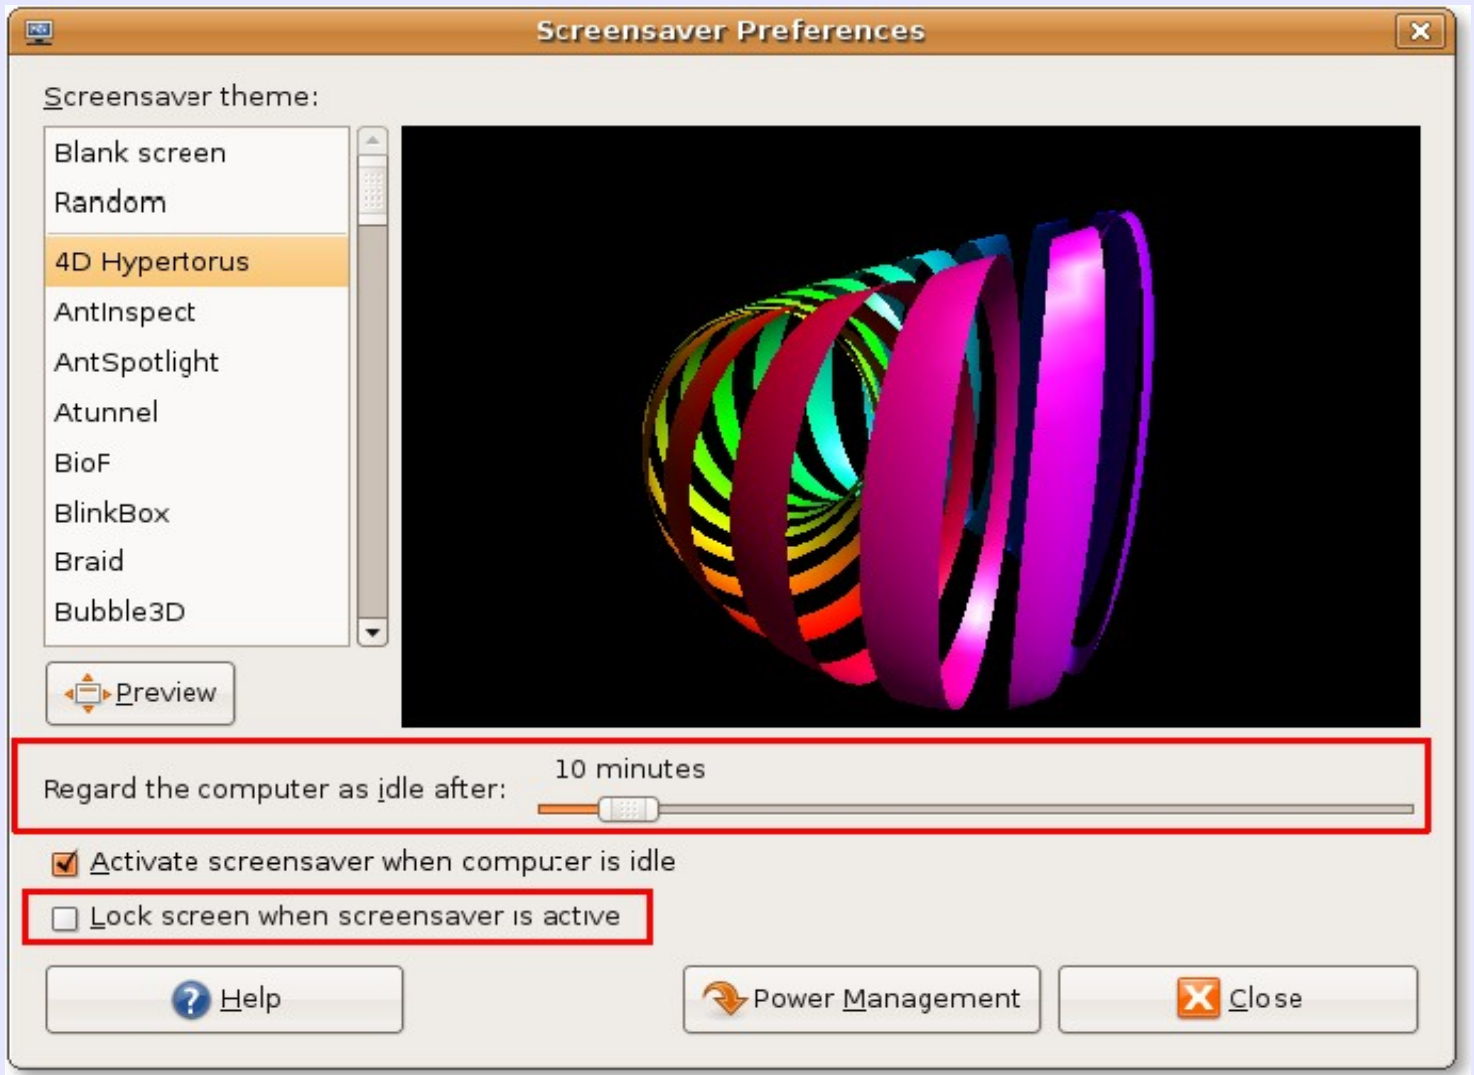 Screensaver Preferences
Screensaver theme:
Blank screen
Random
4D Hypertorus
AntInspect
AntSpotlight
Atunnel
BioF
BlinkBox
Braid
Bubble3D
Preview
10 minutes
Regard the computer as idle after:
Activate screensaver when computer is idle
Lock screen when screensaver is active
Help
Power Management
Close